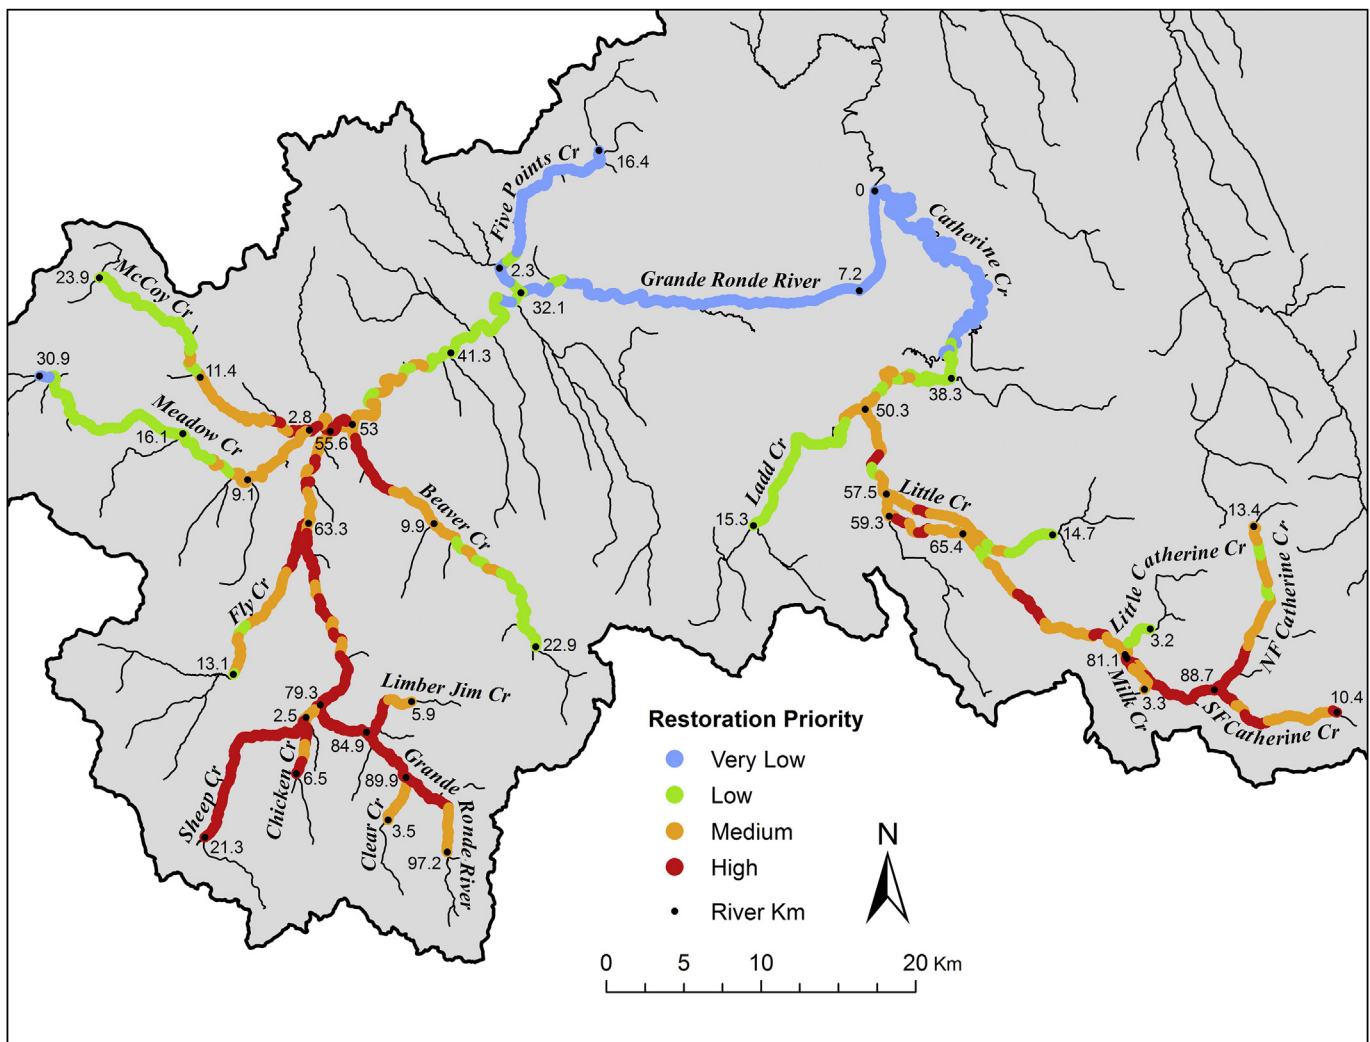 Five Points Cr
16.4
0
Catherine Cr
McCoy Cr
23.9
2.3
Grande Ronde River
7.2
32.1
30.9
11.4
41.3
38.3
Meadow Cr
16.1
2.8
55.6
53
50.3
9.1
Ladd Cr
57.5
Little Cr
Beaver Cr
9.9
63.3
15.3
59.3
65.4
14.7
13.4
Little Catherine Cr
NF Catherine Cr
Fly Cr
13.1
22.9
3.2
81.1
Milk Cr
3.3
88.7
SF Catherine Cr
10.4
79.3
2.5
Limber Jim Cr
5.9
84.9
Grande
Ronde River
89.9
Sheep Cr
Chicken Cr
6.5
Clear Cr
3.5
21.3
97.2
Restoration Priority
Very Low
Low
Medium
High
River Km
N
0 5 10 20 Km